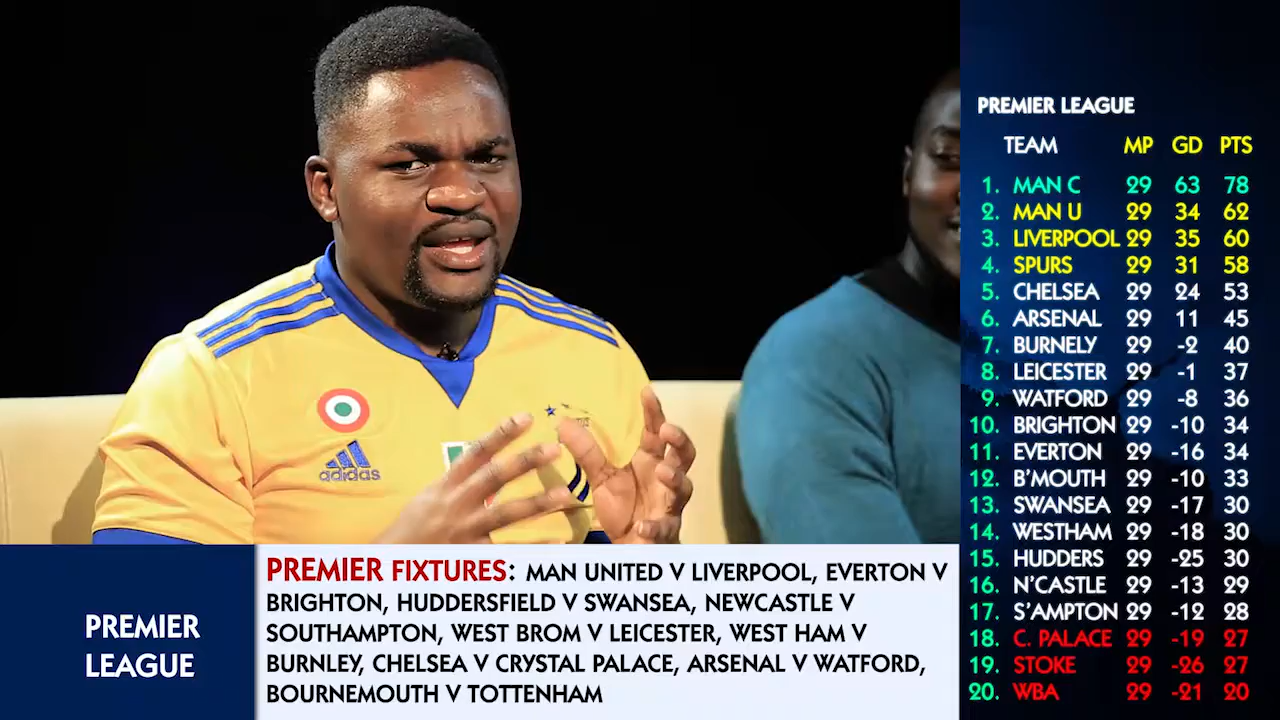 adidas
PREMIER LEAGUE
TEAM MP GD PTS
1. MAN C 29 63 78
2. MAN U 29 34 62
3. LIVERPOOL 29 35 60
4. SPURS 29 31 58
5. CHELSEA 29 24 53
6. ARSENAL 29 11 45
7. BURNELY 29 -2 40
8. LEICESTER 29 -1 37
9. WATFORD 29 -8 36
10. BRIGHTON 29 -10 34
11. EVERTON 29 -16 34
12. B'MOUTH 29 -10 33
13. SWANSEA 29 -17 30
14. WESTHAM 29 -18 30
15. HUDDERS 29 -25 30
16. N'CASTLE 29 -13 29
17. S'AMPTON 29 -12 28
18. C. PALACE 29 -19 27
19. STOKE 29 -26 27
20. WBA 29 -21 20
PREMIER
LEAGUE
PREMIER FIXTURES: MAN UNITED V LIVERPOOL, EVERTON V
BRIGHTON, HUDDERSFIELD V SWANSEA, NEWCASTLE V
SOUTHAMPTON, WEST BROM V LEICESTER, WEST HAM V
BURNLEY, CHELSEA V CRYSTAL PALACE, ARSENAL V WATFORD,
BOURNEMOUTH V TOTTENHAM